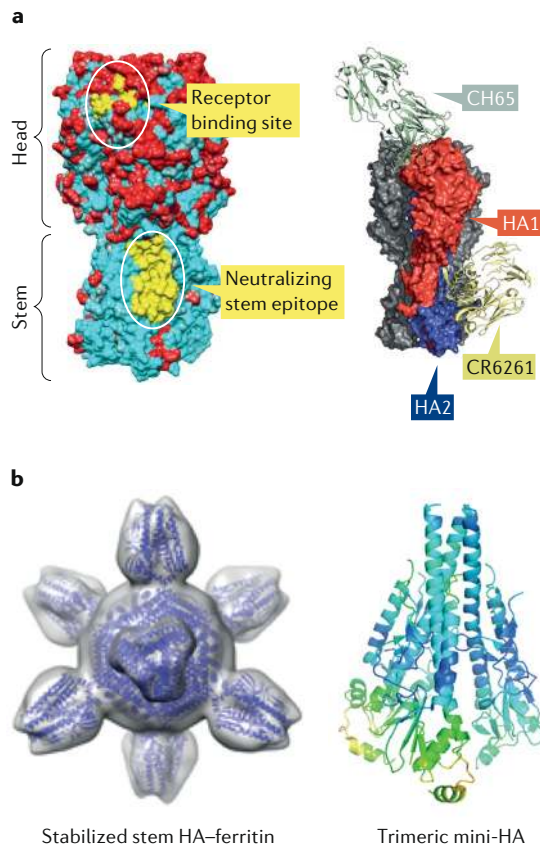 a
Head
Stem
Receptor
binding site
Neutralizing
stem epitope
CH65
HA1
CR6261
HA2
b
Stabilized stem HA–ferritin
Trimeric mini-HA